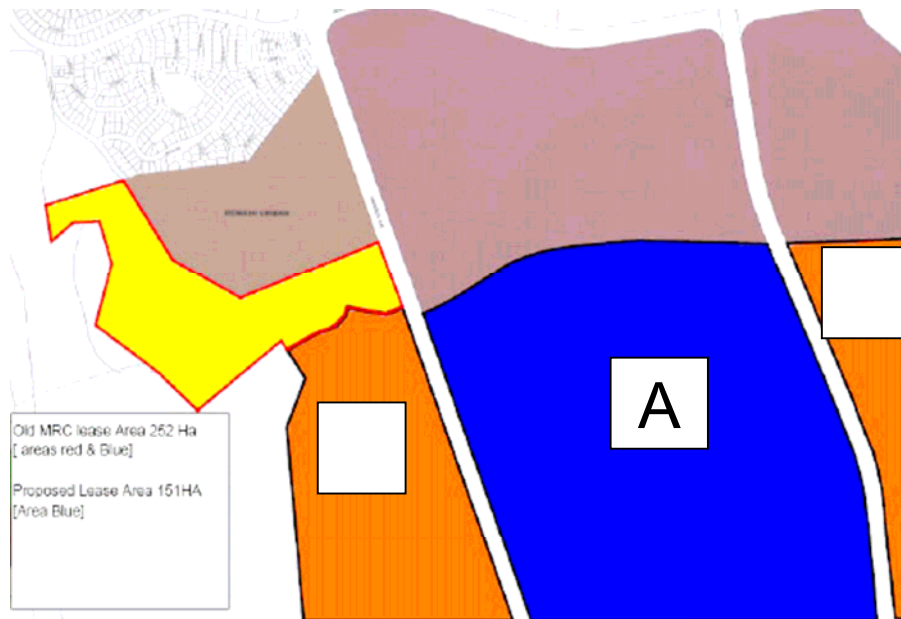 A
Old MRC lease Area 252 Ha
[ areas red & Blue]
Proposed Lease Area 151HA
[Area Blue]